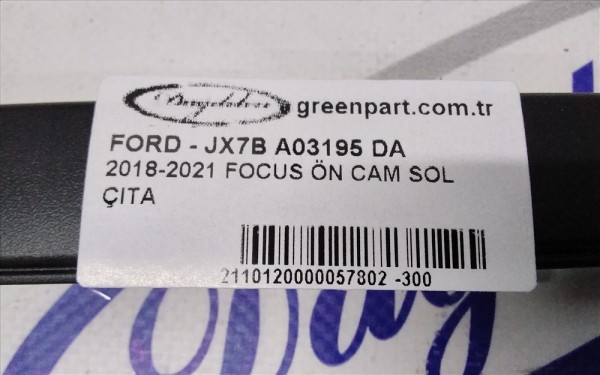 greenpart.com.tr
FORD - JX7B A03195 DA
2018-2021 FOCUS ÖN CAM SOL
ÇITA
2110120000057802 -300